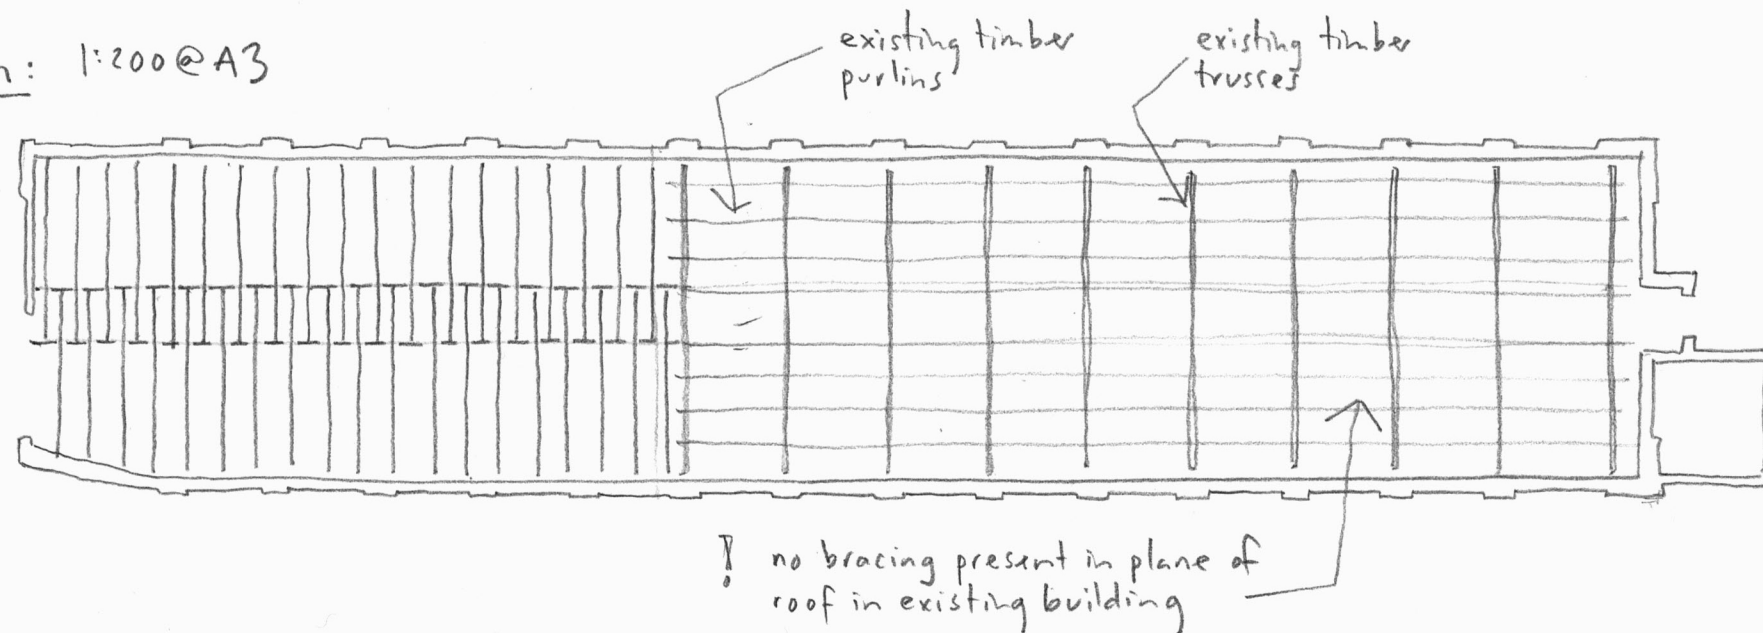 n: 1:200@A3
existing timber
purlins
existing timber
trusses
! no bracing present in plane of
roof in existing building